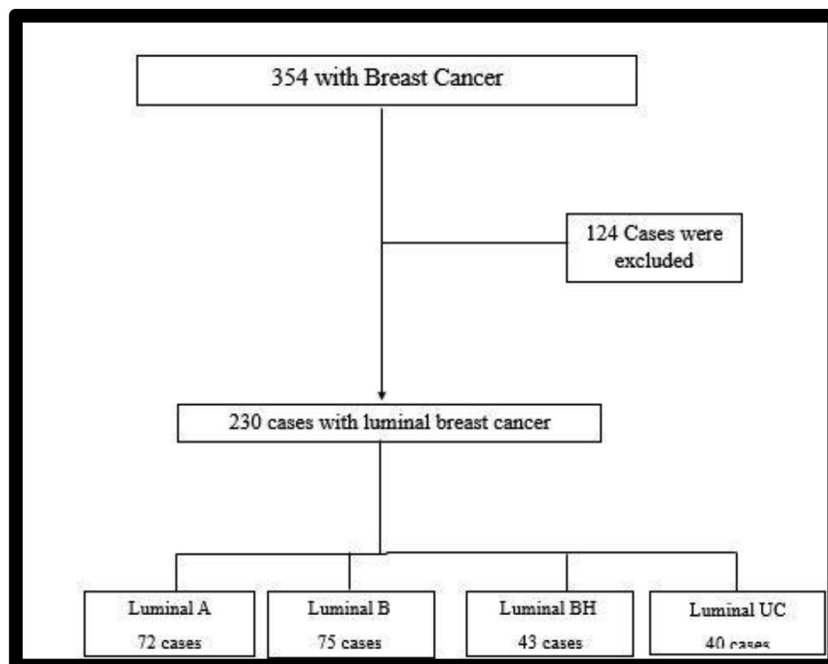 354 with Breast Cancer
124 Cases were
excluded
230 cases with luminal breast cancer
Luminal A
72 cases
Luminal B
75 cases
Luminal BH
43 cases
Luminal UC
40 cases